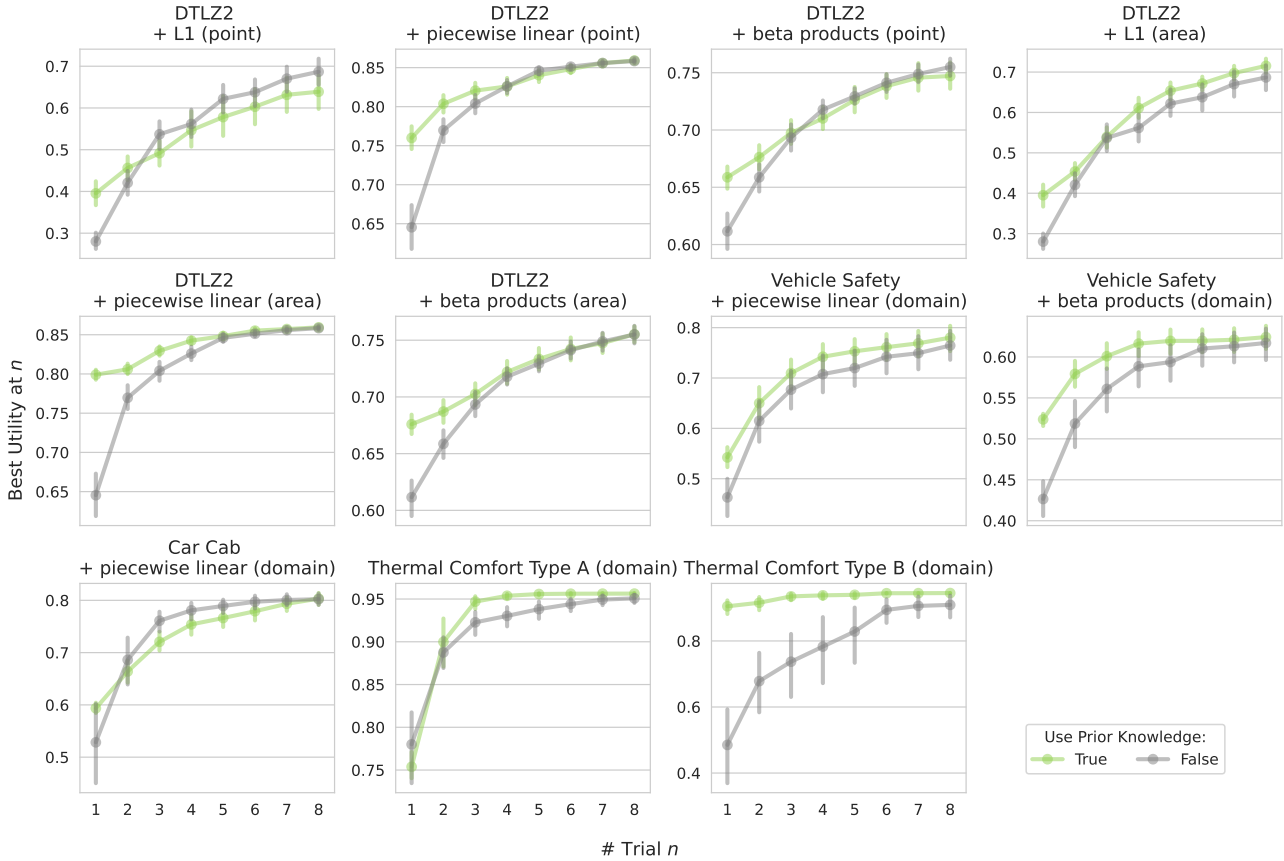 DTLZ2
+ L1 (point)
DTLZ2
+ piecewise linear (point)
DTLZ2
+ beta products (point)
DTLZ2
+ L1 (area)
0.7
0.6
0.5
0.4
0.3
0.85
0.80
0.75
0.70
0.65
0.75
0.70
0.65
0.60
0.7
0.6
0.5
0.4
0.3
Best Utility at n
DTLZ2
+ piecewise linear (area)
DTLZ2
+ beta products (area)
Vehicle Safety
+ piecewise linear (domain)
Vehicle Safety
+ beta products (domain)
0.85
0.80
0.75
0.70
0.65
0.75
0.70
0.65
0.60
0.8
0.7
0.6
0.5
0.60
0.55
0.50
0.45
0.40
Car Cab
+ piecewise linear (domain)
Thermal Comfort Type A (domain)
Thermal Comfort Type B (domain)
0.8
0.7
0.6
0.5
1 2 3 4 5 6 7 8
0.95
0.90
0.85
0.80
0.75
1 2 3 4 5 6 7 8
0.8
0.6
0.4
1 2 3 4 5 6 7 8
Use Prior Knowledge:
True False
# Trial n